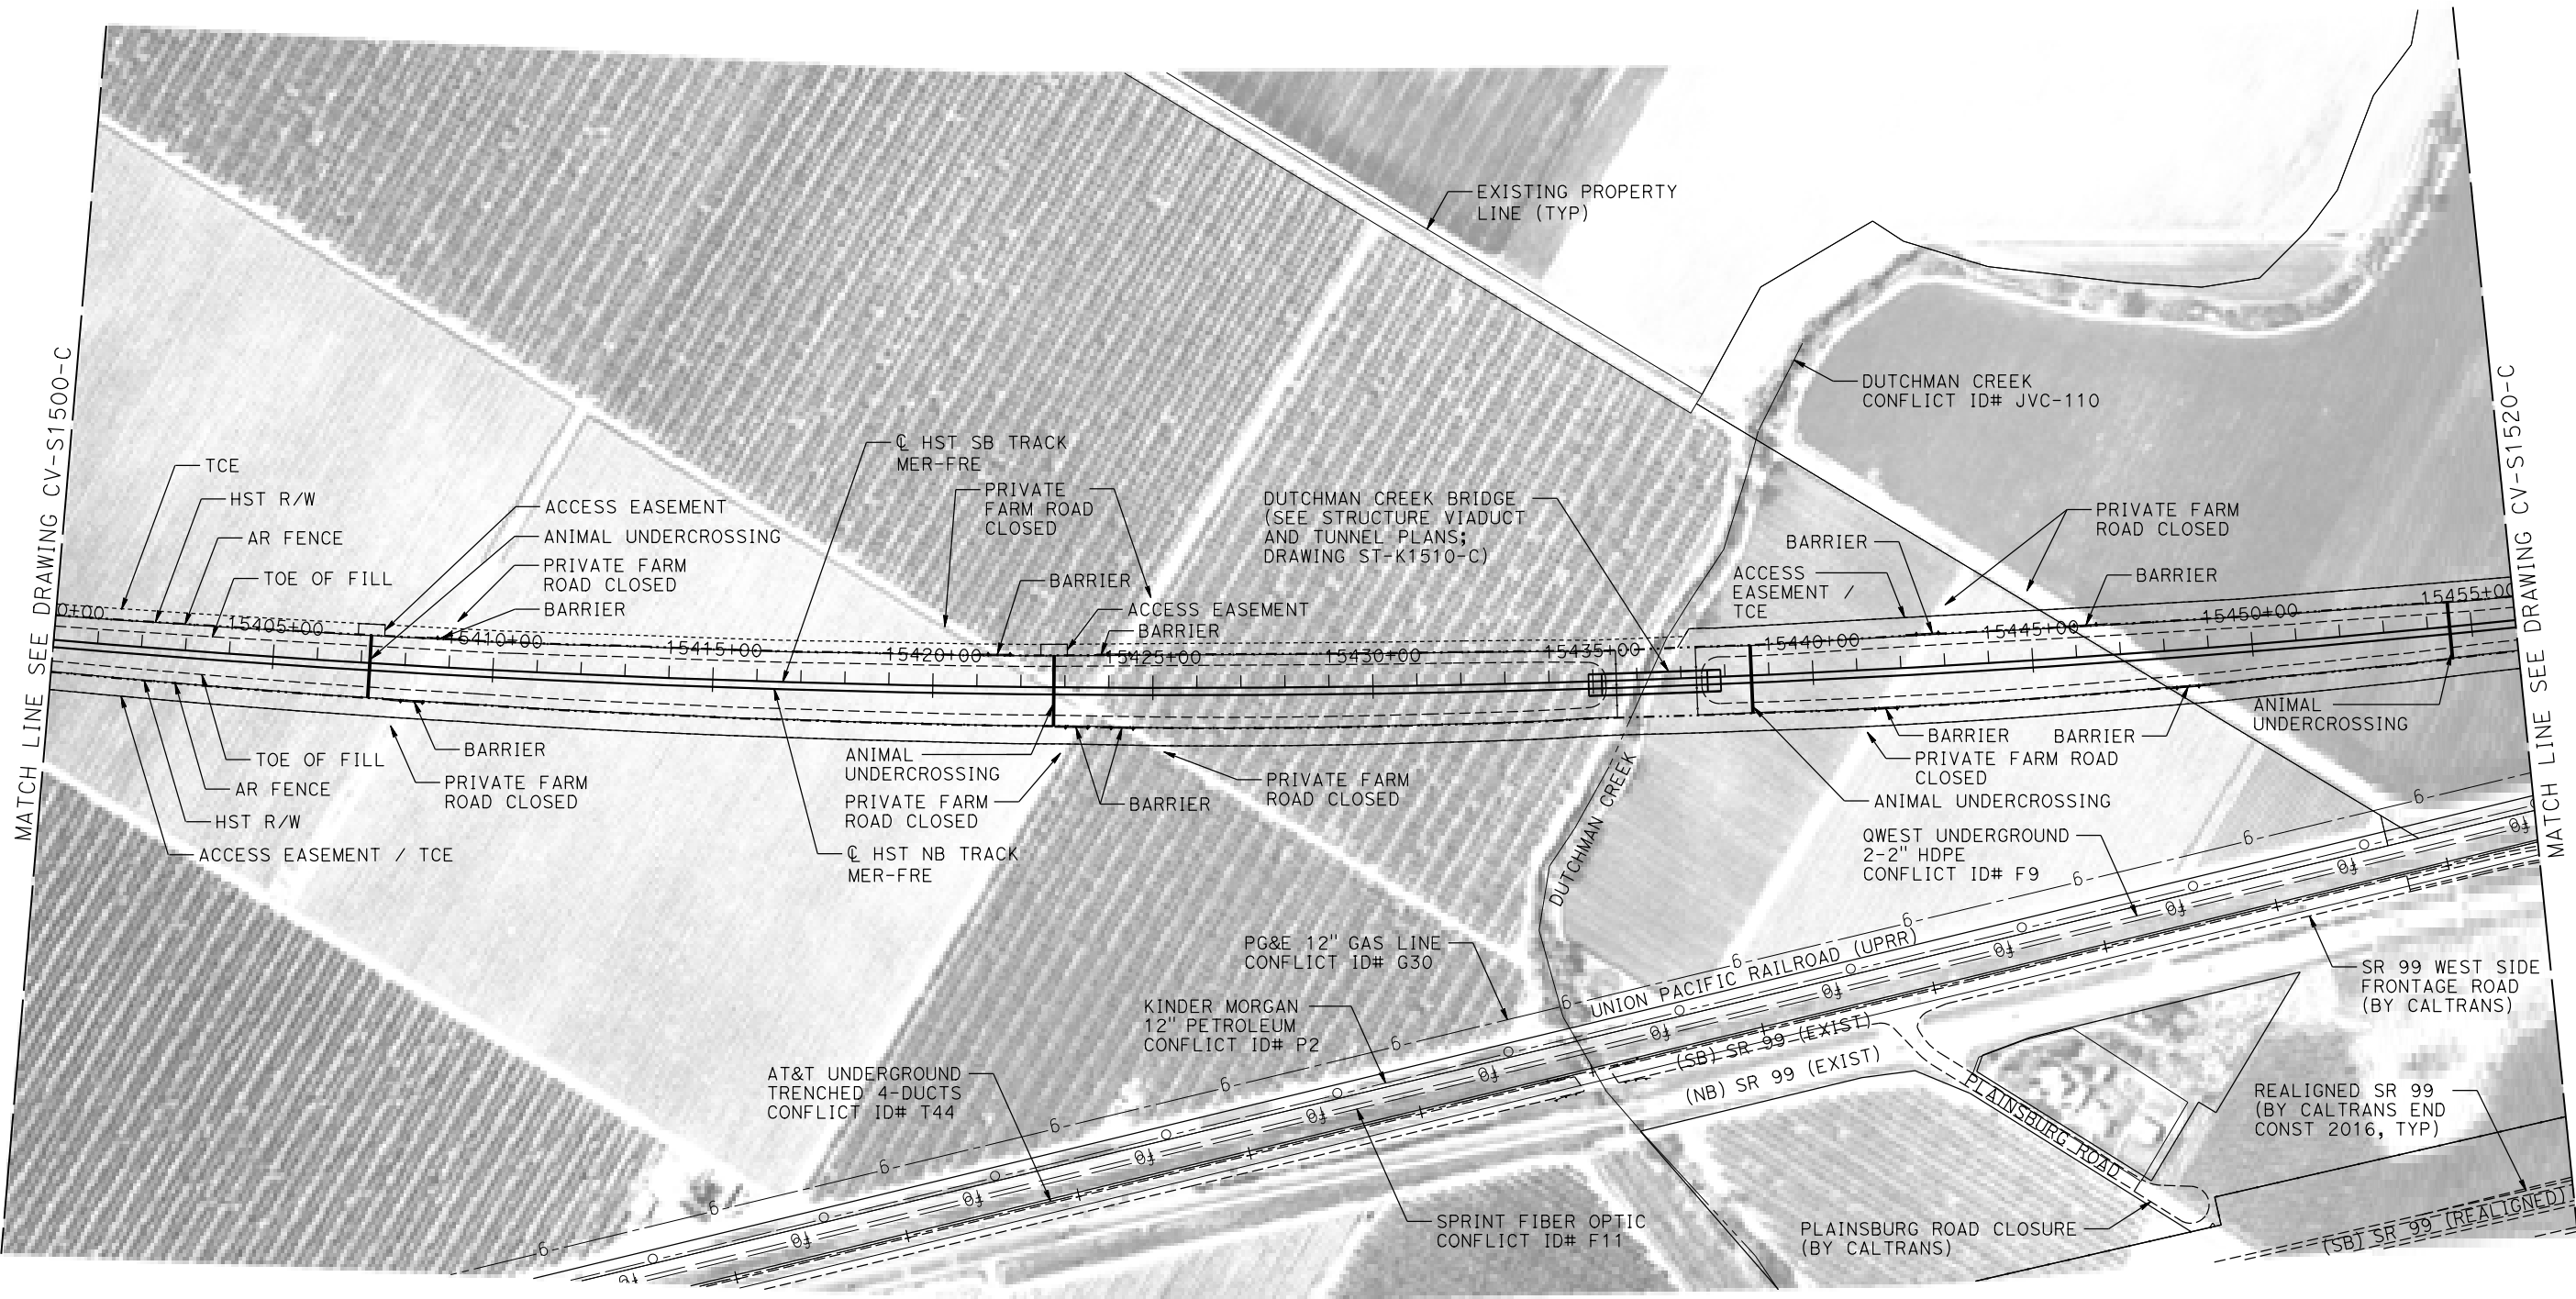 MATCH LINE SEE DRAWING CV-S1500-C
EXISTING PROPERTY
LINE (TYP)
DUTCHMAN CREEK
CONFLICT ID# JVC-110
MATCH LINE SEE DRAWING CV-S1520-C
TCE
HST R/W
AR FENCE
TOE OF FILL
ACCESS EASEMENT
ANIMAL UNDERCROSSING
PRIVATE FARM
ROAD CLOSED
BARRIER
℄ HST SB TRACK
MER-FRE
PRIVATE
FARM ROAD
CLOSED
BARRIER
ACCESS EASEMENT
BARRIER
DUTCHMAN CREEK BRIDGE
(SEE STRUCTURE VIADUCT
AND TUNNEL PLANS;
DRAWING ST-K1510-C)
BARRIER
ACCESS
EASEMENT /
TCE
PRIVATE FARM
ROAD CLOSED
BARRIER
0+00
15405+00
15410+00
15415+00
15420+00
15425+00
15430+00
15435+00
15440+00
15445+00
15450+00
15455+00
TOE OF FILL
AR FENCE
HST R/W
ACCESS EASEMENT / TCE
BARRIER
PRIVATE FARM
ROAD CLOSED
ANIMAL
UNDERCROSSING
PRIVATE FARM
ROAD CLOSED
℄ HST NB TRACK
MER-FRE
BARRIER
PRIVATE FARM
ROAD CLOSED
DUTCHMAN CREEK
BARRIER
BARRIER
PRIVATE FARM ROAD
CLOSED
ANIMAL UNDERCROSSING
ANIMAL
UNDERCROSSING
QWEST UNDERGROUND
2-2" HDPE
CONFLICT ID# F9
PG&E 12" GAS LINE
CONFLICT ID# G30
KINDER MORGAN
12" PETROLEUM
CONFLICT ID# P2
AT&T UNDERGROUND
TRENCHED 4-DUCTS
CONFLICT ID# T44
UNION PACIFIC RAILROAD (UPRR)
(SB) SR 99 (EXIST)
(NB) SR 99 (EXIST)
PLAINSBURG ROAD
SR 99 WEST SIDE
FRONTAGE ROAD
(BY CALTRANS)
REALIGNED SR 99
(BY CALTRANS END
CONST 2016, TYP)
SPRINT FIBER OPTIC
CONFLICT ID# F11
PLAINSBURG ROAD CLOSURE
(BY CALTRANS)
(SB) SR 99 (REALIGNED)